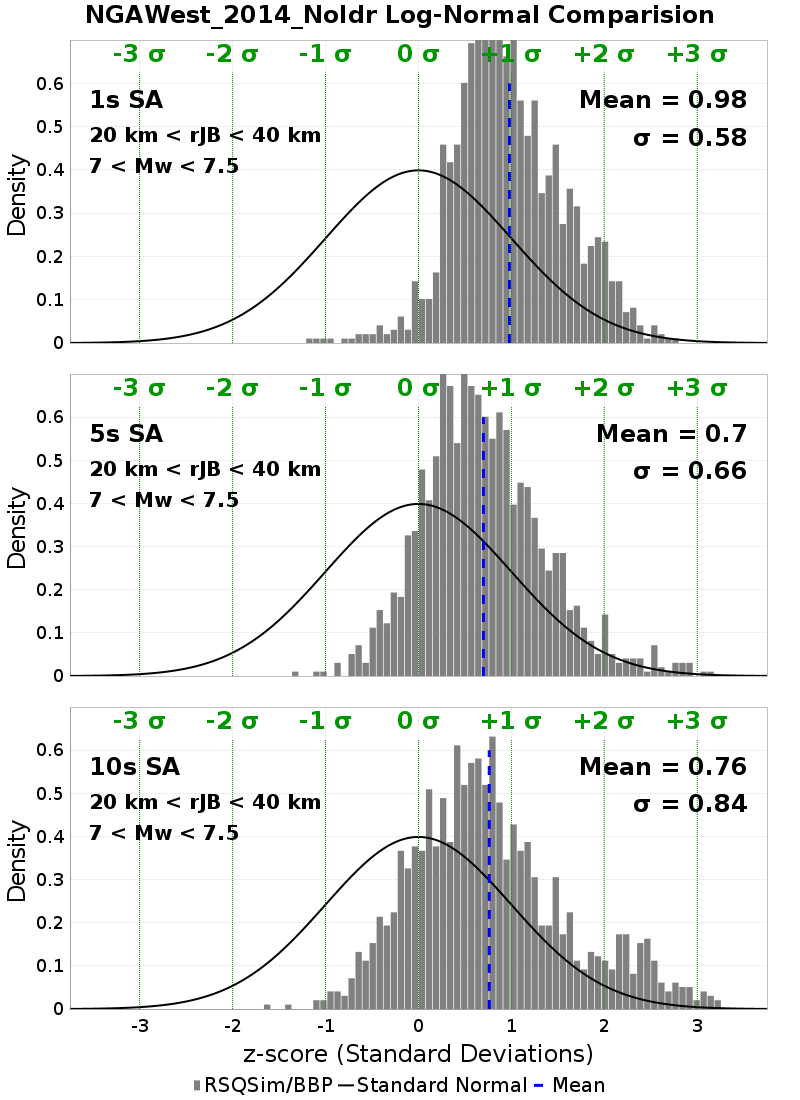 NGAWest_2014_NoIdr Log-Normal Comparision
-3 σ -2 σ -1 σ 0 σ +1 σ +2 σ +3 σ
0.6
1s SA
Mean = 0.98
0.5
20 km < rJB < 40 km
σ = 0.58
7 < Mw < 7.5
0.4
Density
0.3
0.2
0.1
0
-3 σ -2 σ -1 σ 0 σ +1 σ +2 σ +3 σ
0.6
5s SA
Mean = 0.7
0.5
20 km < rJB < 40 km
σ = 0.66
7 < Mw < 7.5
0.4
Density
0.3
0.2
0.1
0
-3 σ -2 σ -1 σ 0 σ +1 σ +2 σ +3 σ
0.6
10s SA
Mean = 0.76
0.5
20 km < rJB < 40 km
σ = 0.84
7 < Mw < 7.5
0.4
Density
0.3
0.2
0.1
0
-3 -2 -1 0 1 2 3
z-score (Standard Deviations)
RSQSim/BBP Standard Normal Mean